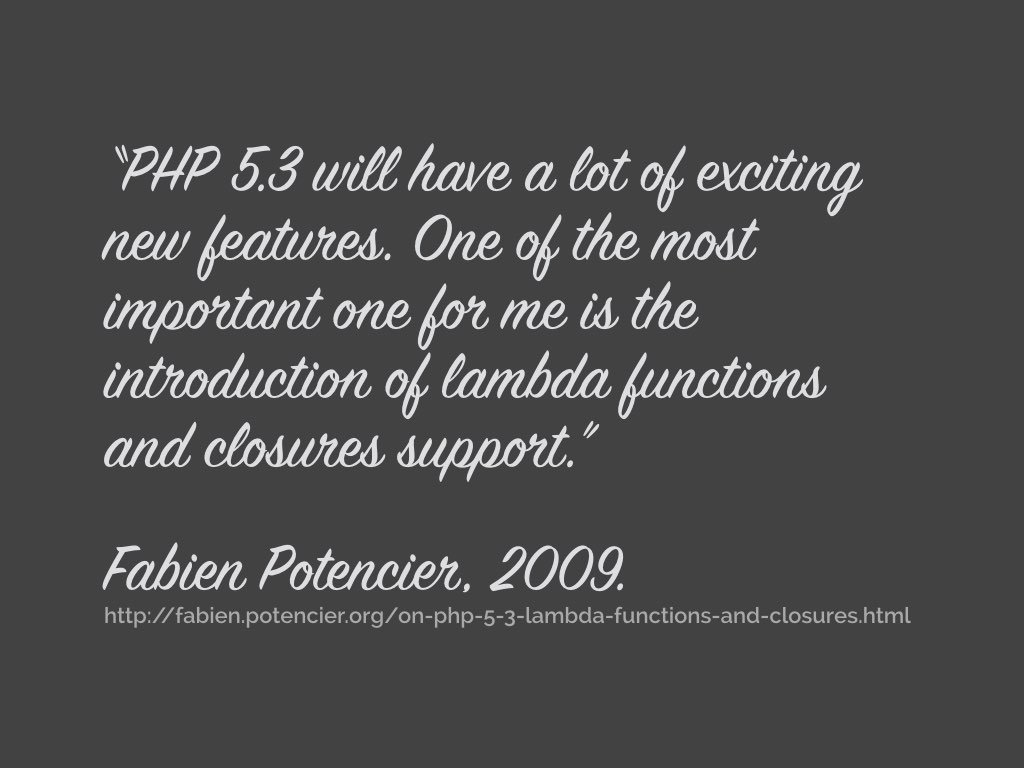 “PHP 5.3 will have a lot of exciting
new features. One of the most
important one for me is the
introduction of lambda functions
and closures support.”
Fabien Potencier, 2009.
http://fabien.potencier.org/on-php-5-3-lambda-functions-and-closures.html